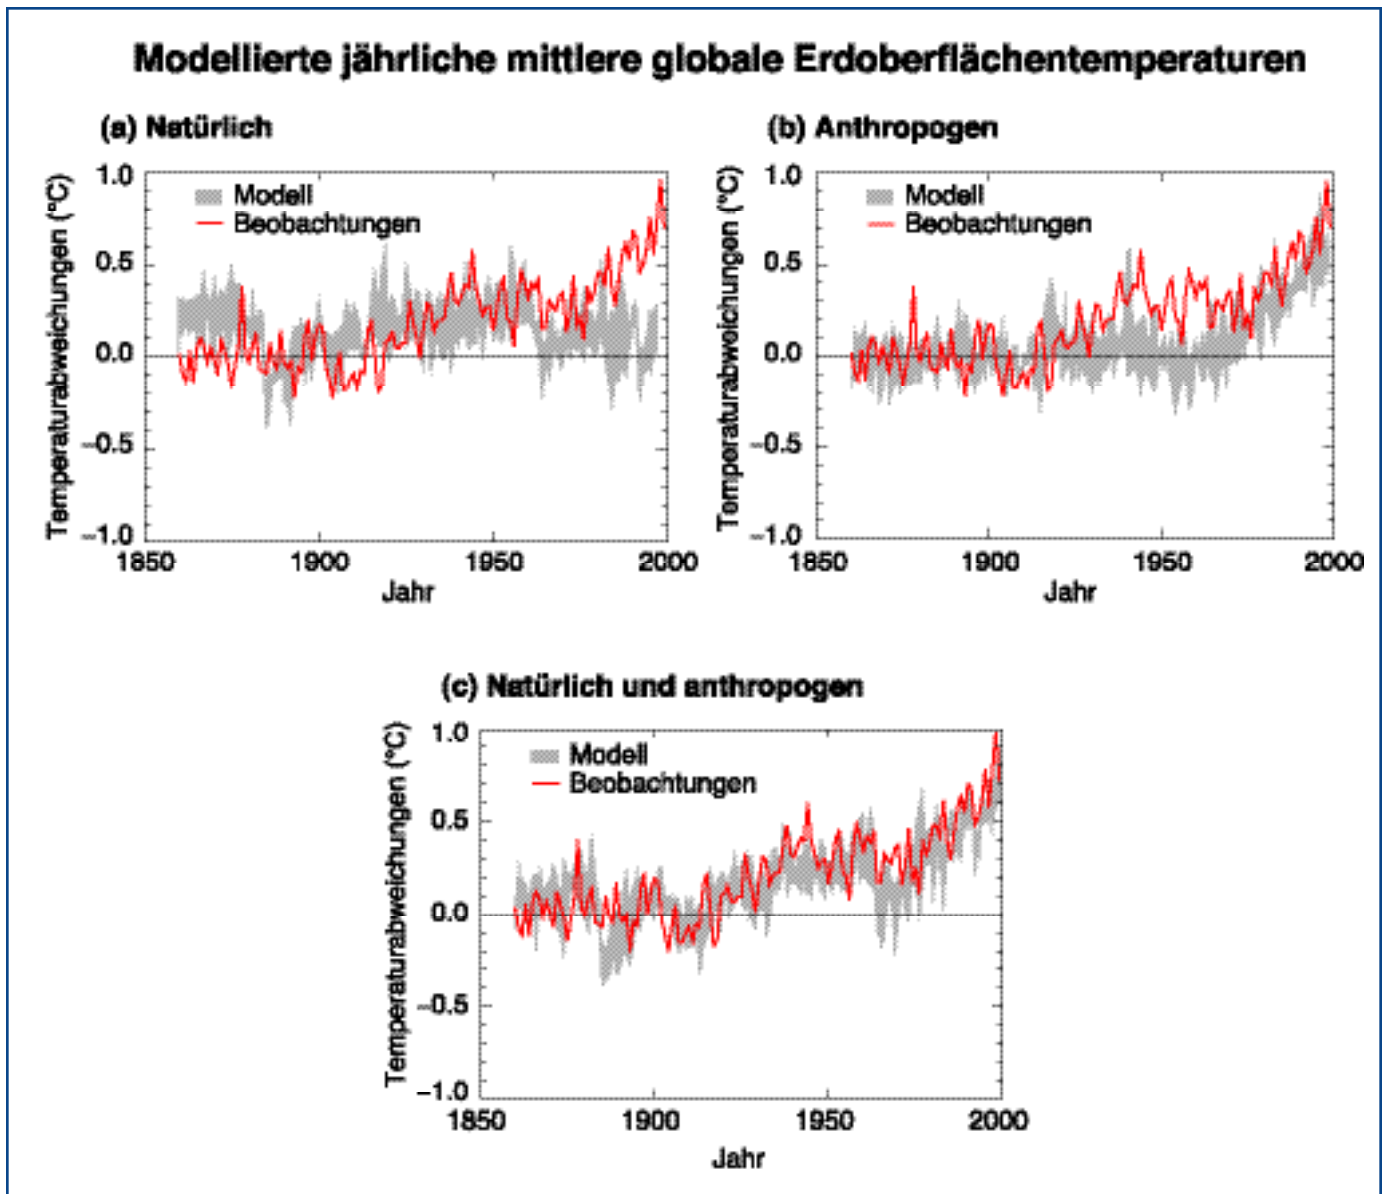 Modellierte jährliche mittlere globale Erdoberflächentemperaturen
(a) Natürlich
Temperaturabweichungen (°C)
1.0
0.5
0.0
−0.5
−1.0
Modell
Beobachtungen
1850
1900
1950
2000
Jahr
(b) Anthropogen
Temperaturabweichungen (°C)
1.0
0.5
0.0
−0.5
−1.0
Modell
Beobachtungen
1850
1900
1950
2000
Jahr
(c) Natürlich und anthropogen
Temperaturabweichungen (°C)
1.0
0.5
0.0
−0.5
−1.0
Modell
Beobachtungen
1850
1900
1950
2000
Jahr